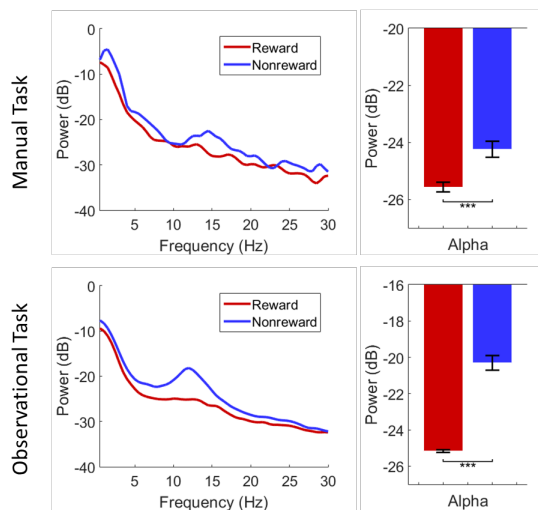 Manual Task
0
-10
-20
-30
-40
Power (dB)
Reward
Nonreward
5 10 15 20 25 30
Frequency (Hz)
-20
-22
-24
-26
Power (dB)
***
Alpha
Observational Task
0
-10
-20
-30
-40
Power (dB)
Reward
Nonreward
5 10 15 20 25 30
Frequency (Hz)
-16
-18
-20
-22
-24
-26
Power (dB)
***
Alpha